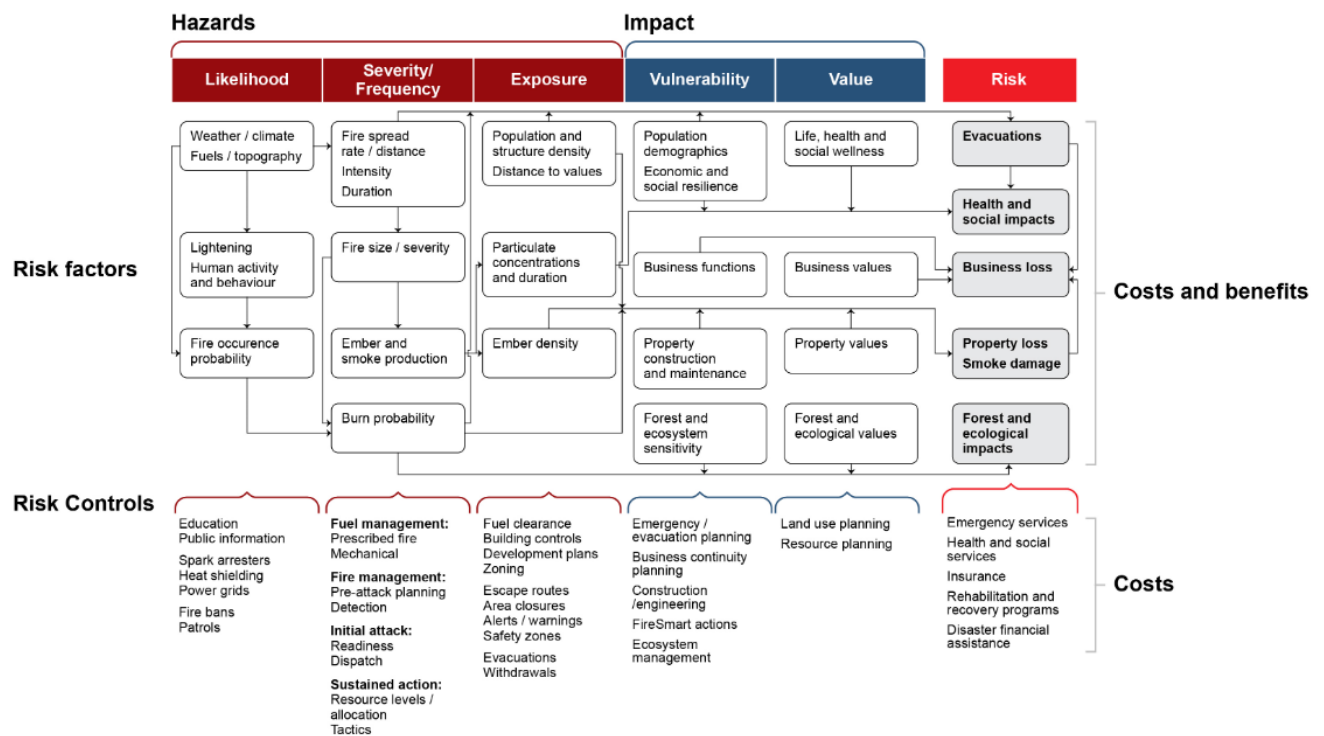 Hazards
Impact
Likelihood
Severity/
Frequency
Exposure
Vulnerability
Value
Risk
Risk factors
Weather / climate
Fuels / topography
Lightening
Human activity
and behaviour
Fire occurence
probability
Fire spread
rate / distance
Intensity
Duration
Fire size / severity
Ember and
smoke production
Burn probability
Population and
structure density
Distance to values
Particulate
concentrations
and duration
Ember density
Population
demographics
Economic and
social resilience
Business functions
Property
construction
and maintenance
Forest and
ecosystem
sensitivity
Life, health and
social wellness
Business values
Property values
Forest and
ecological values
Evacuations
Health and
social impacts
Business loss
Property loss
Smoke damage
Forest and
ecological
impacts
Costs and benefits
Risk Controls
Education
Public information
Spark arresters
Heat shielding
Power grids
Fire bans
Patrols
Fuel management:
Prescribed fire
Mechanical
Fire management:
Pre-attack planning
Detection
Initial attack:
Readiness
Dispatch
Sustained action:
Resource levels /
allocation
Tactics
Fuel clearance
Building controls
Development plans
Zoning
Escape routes
Area closures
Alerts / warnings
Safety zones
Evacuations
Withdrawals
Emergency /
evacuation planning
Business continuity
planning
Construction
/engineering
FireSmart actions
Ecosystem
management
Land use planning
Resource planning
Emergency services
Health and social
services
Insurance
Rehabilitation and
recovery programs
Disaster financial
assistance
Costs